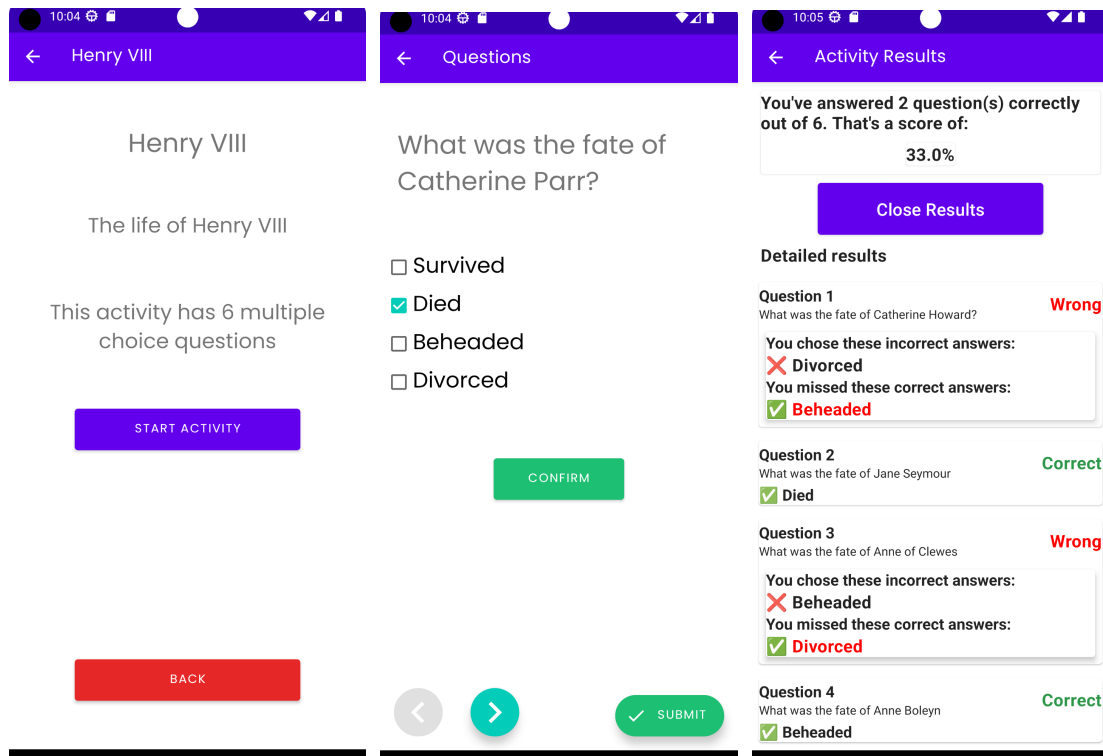 10:04
Henry VIII
Henry VIII
The life of Henry VIII
This activity has 6 multiple
choice questions
START ACTIVITY
BACK
10:04
Questions
What was the fate of
Catherine Parr?
Survived
Died
Beheaded
Divorced
CONFIRM
SUBMIT
10:05
Activity Results
You've answered 2 question(s) correctly
out of 6. That's a score of:
33.0%
Close Results
Detailed results
Question 1
Wrong
What was the fate of Catherine Howard?
You chose these incorrect answers:
Divorced
You missed these correct answers:
Beheaded
Question 2
Correct
What was the fate of Jane Seymour
Died
Question 3
Wrong
What was the fate of Anne of Clewes
You chose these incorrect answers:
Beheaded
You missed these correct answers:
Divorced
Question 4
Correct
What was the fate of Anne Boleyn
Beheaded